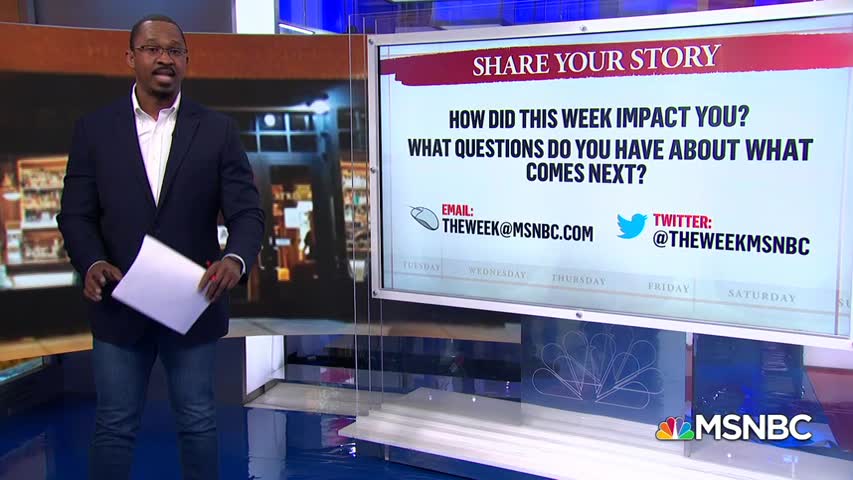 SHARE YOUR STORY
HOW DID THIS WEEK IMPACT YOU?
WHAT QUESTIONS DO YOU HAVE ABOUT WHAT
COMES NEXT?
EMAIL:
THEWEEK@MSNBC.COM
TWITTER:
@THEWEEKMSNBC
TUESDAY WEDNESDAY THURSDAY FRIDAY SATURDAY SU
MSNBC